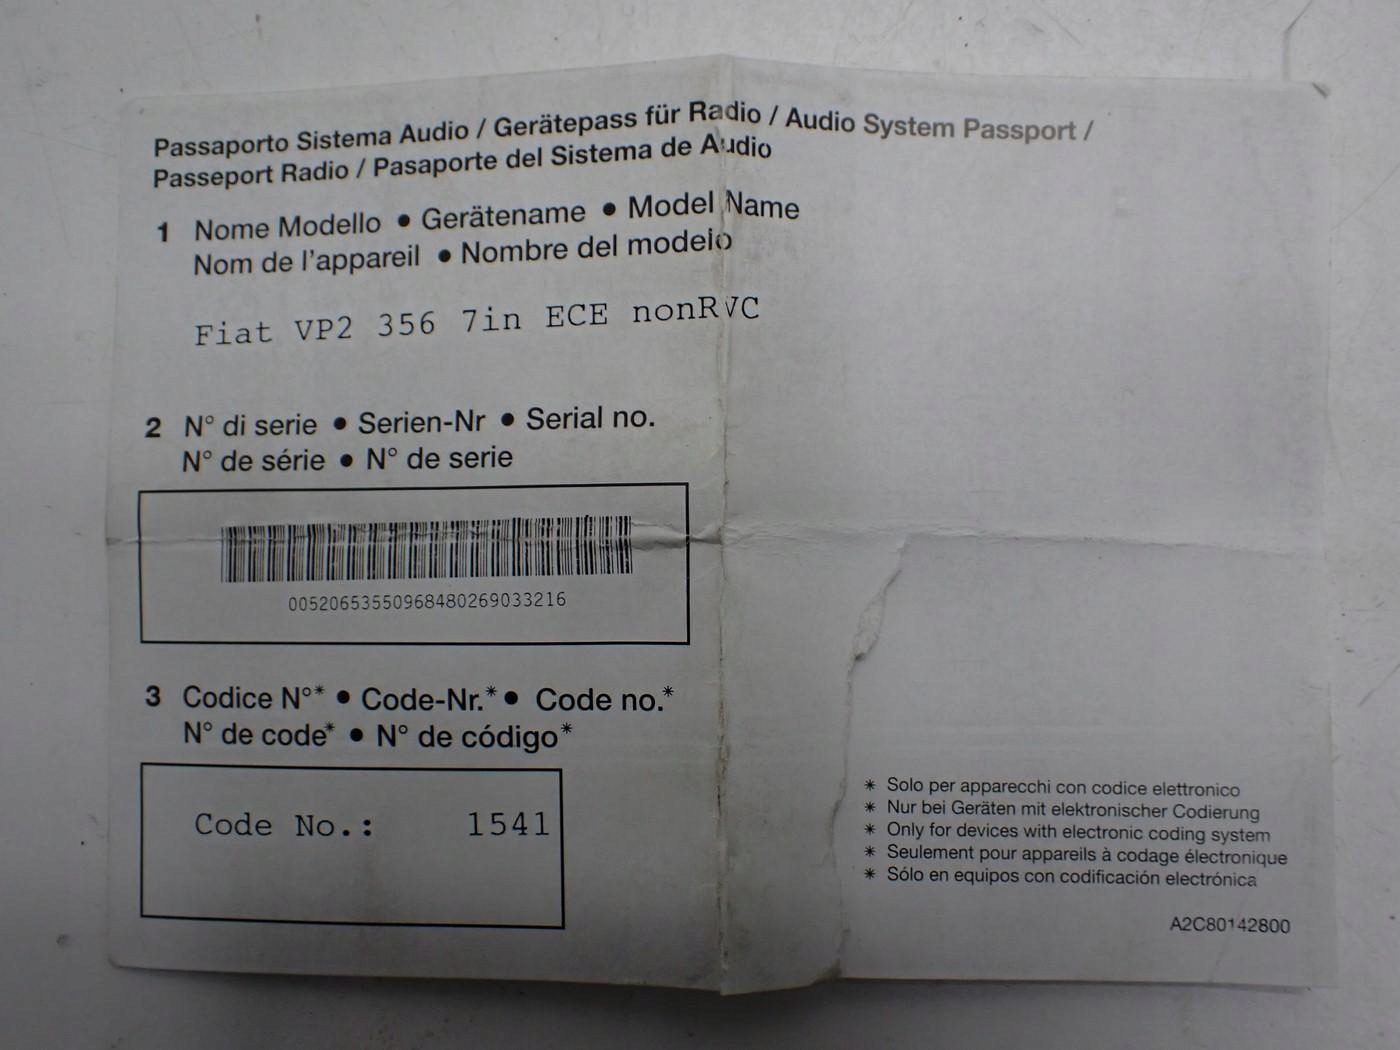 Passaporto Sistema Audio / Gerätepass für Radio / Audio System Passport /
Passeport Radio / Pasaporte del Sistema de Audio
1 Nome Modello • Gerätename • Model Name
Nom de l'appareil • Nombre del modelo
Fiat VP2 356 7in ECE nonRVC
2 N° di serie • Serien-Nr • Serial no.
N° de série • N° de serie
00520653550968480269033216
3 Codice N°* • Code-Nr.* • Code no.*
N° de code* • N° de código*
Code No.: 1541
* Solo per apparecchi con codice elettronico
* Nur bei Geräten mit elektronischer Codierung
* Only for devices with electronic coding system
* Seulement pour appareils à codage électronique
* Sólo en equipos con codificación electrónica
A2C80142800